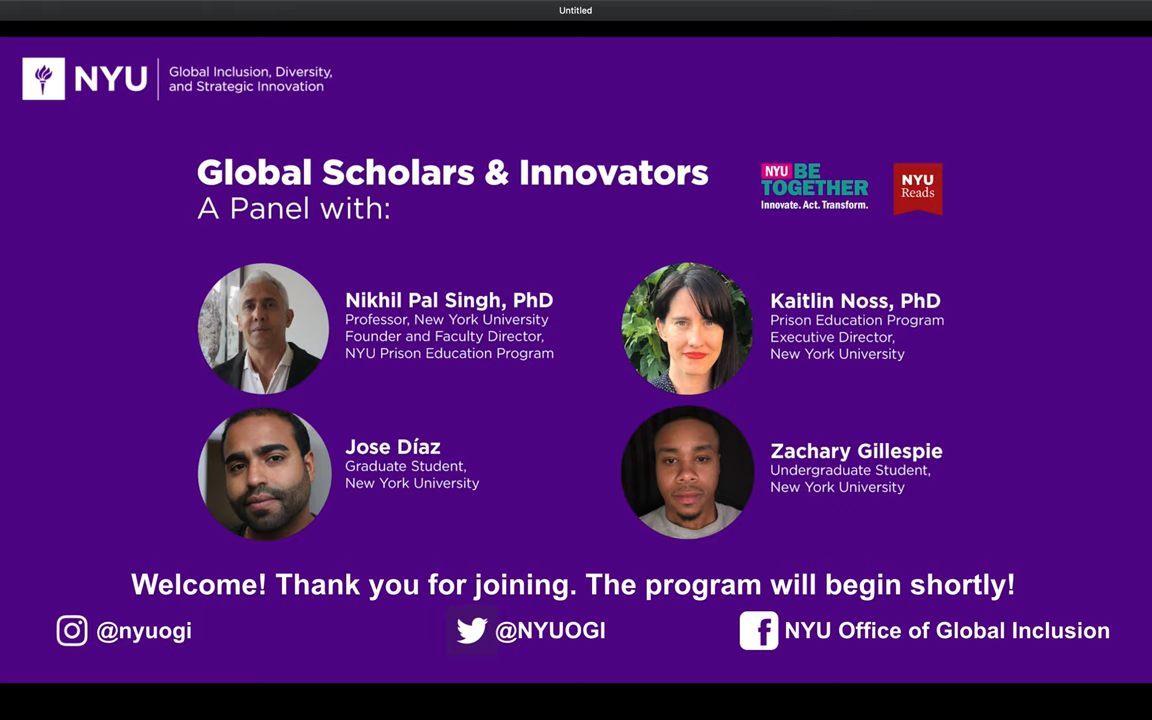 Untitled
NYU
Global Inclusion, Diversity,
and Strategic Innovation
Global Scholars & Innovators
A Panel with:
NYU BE
TOGETHER
Innovate. Act. Transform.
NYU
Reads
Nikhil Pal Singh, PhD
Professor, New York University
Founder and Faculty Director,
NYU Prison Education Program
Kaitlin Noss, PhD
Prison Education Program
Executive Director,
New York University
Jose Díaz
Graduate Student,
New York University
Zachary Gillespie
Undergraduate Student,
New York University
Welcome! Thank you for joining. The program will begin shortly!
@nyuogi
@NYUOGI
NYU Office of Global Inclusion